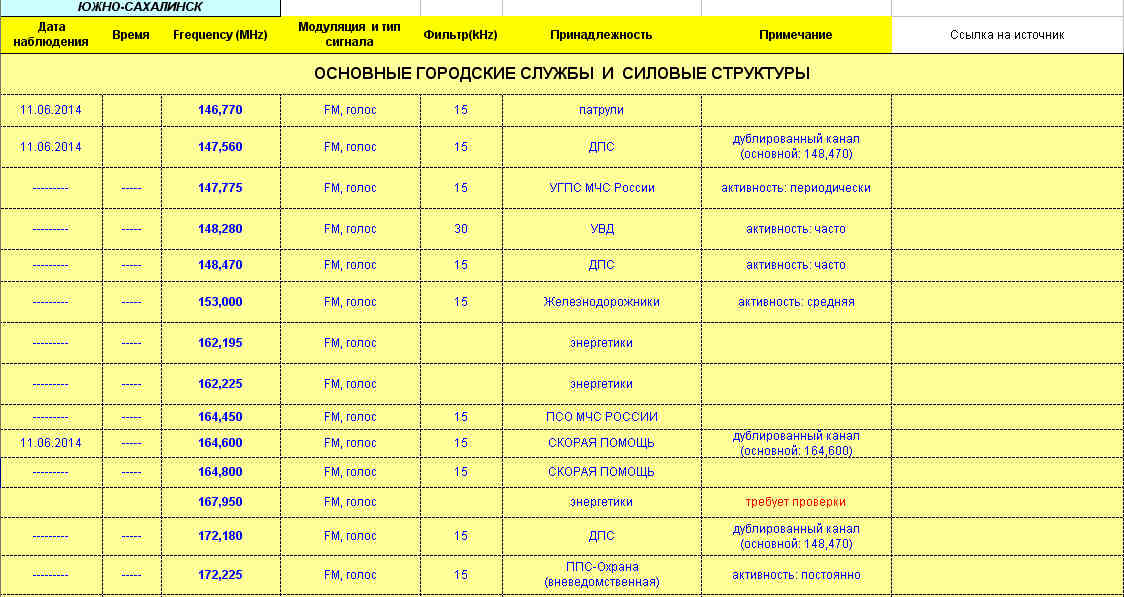 ЮЖНО-САХАЛИНСК
Дата наблюдения Время Frequency (MHz) Модуляция и тип сигнала Фильтр(kHz) Принадлежность Примечание Ссылка на источник
ОСНОВНЫЕ ГОРОДСКИЕ СЛУЖБЫ И СИЛОВЫЕ СТРУКТУРЫ
11.06.2014 146,770 FM, голос 15 патрули
11.06.2014 147,560 FM, голос 15 ДПС дублированный канал (основной: 148,470)
--------- ----- 147,775 FM, голос 15 УГПС МЧС России активность: периодически
--------- ----- 148,280 FM, голос 30 УВД активность: часто
--------- ----- 148,470 FM, голос 15 ДПС активность: часто
--------- ----- 153,000 FM, голос 15 Железнодорожники активность: средняя
--------- ----- 162,195 FM, голос энергетики
--------- ----- 162,225 FM, голос энергетики
--------- ----- 164,450 FM, голос 15 ПСО МЧС РОССИИ
11.06.2014 ----- 164,600 FM, голос 15 СКОРАЯ ПОМОЩЬ дублированный канал (основной: 164,600)
--------- ----- 164,800 FM, голос 15 СКОРАЯ ПОМОЩЬ
167,950 FM, голос энергетики требует проверки
--------- ----- 172,180 FM, голос 15 ДПС дублированный канал (основной: 148,470)
--------- ----- 172,225 FM, голос 15 ППС-Охрана (вневедомственная) активность: постоянно